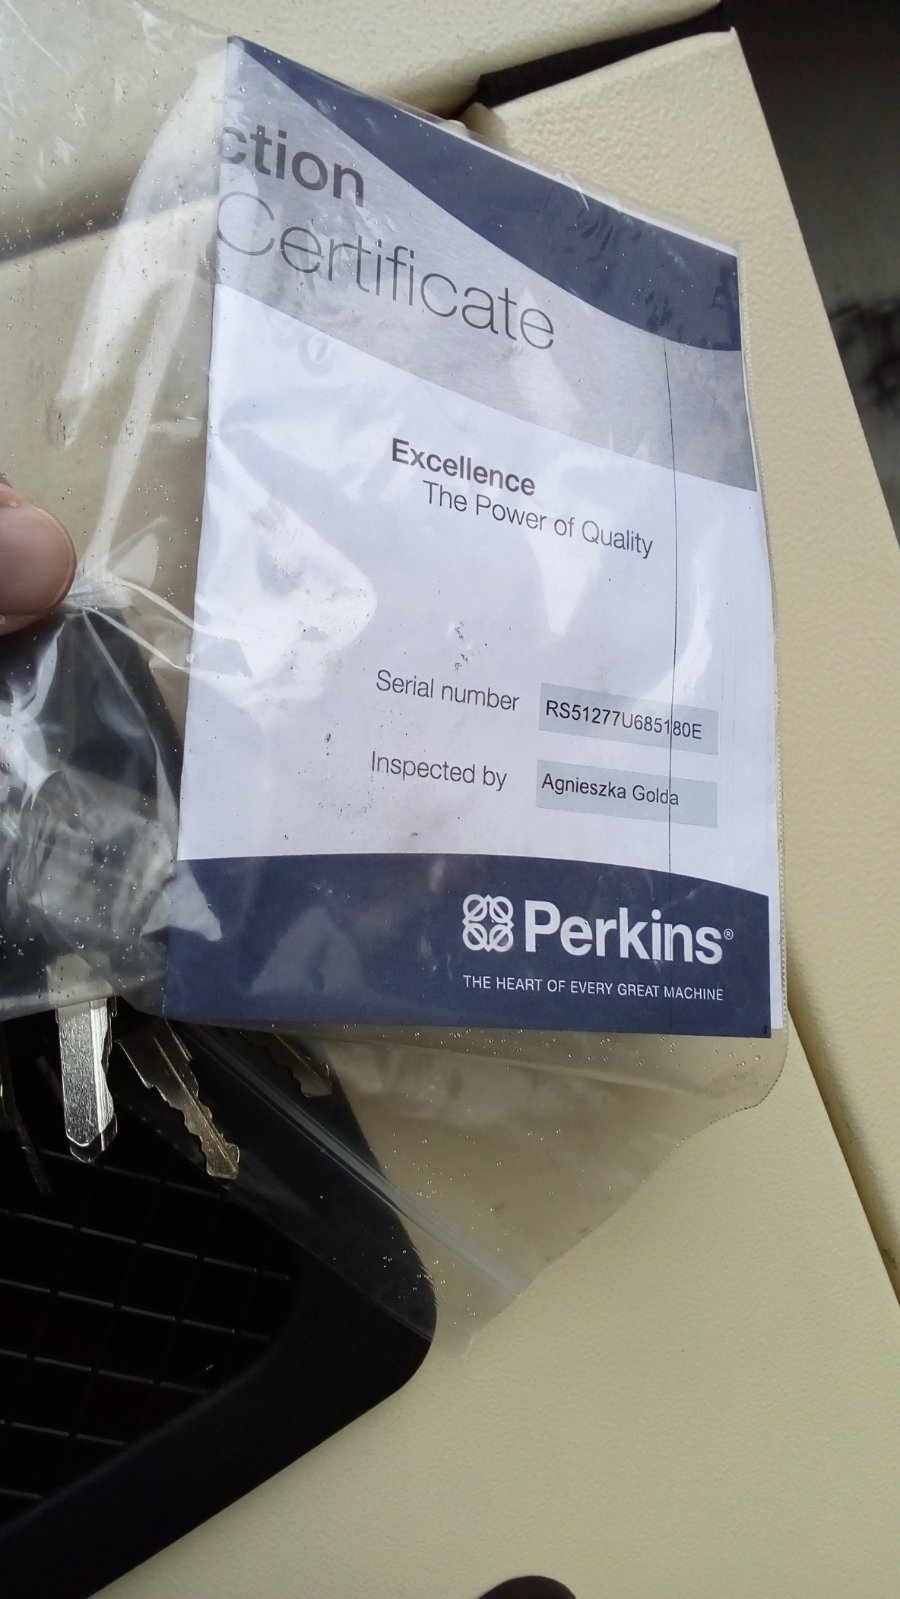 ction
Certificate
Excellence
The Power of Quality
Serial number RS51277U685180E
Inspected by Agnieszka Golda
Perkins®
THE HEART OF EVERY GREAT MACHINE